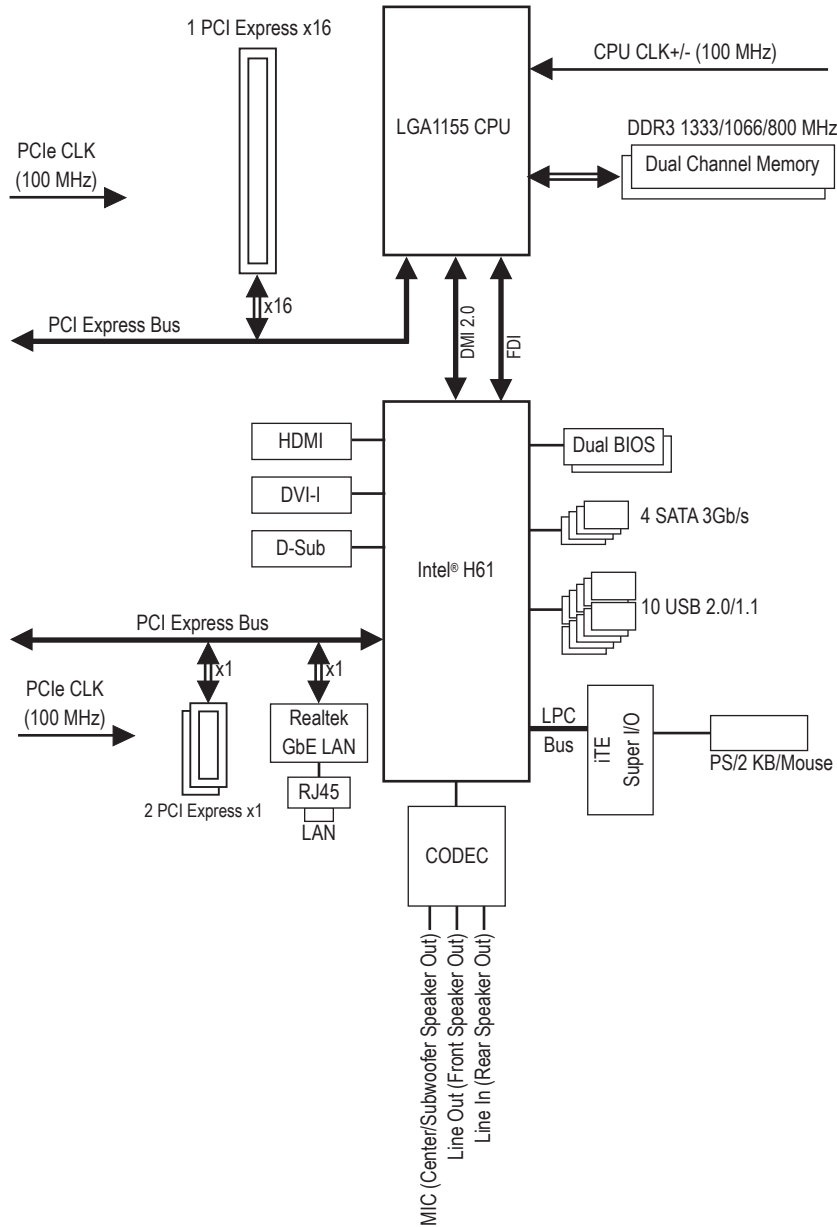 1 PCI Express x16
CPU CLK+/- (100 MHz)
LGA1155 CPU
DDR3 1333/1066/800 MHz
Dual Channel Memory
PCIe CLK
(100 MHz)
x16
PCI Express Bus
DMI 2.0
FDI
HDMI
Dual BIOS
DVI-I
4 SATA 3Gb/s
D-Sub
Intel® H61
10 USB 2.0/1.1
PCI Express Bus
x1
x1
PCIe CLK
(100 MHz)
Realtek
GbE LAN
LPC
Bus
iTE
Super I/O
PS/2 KB/Mouse
RJ45
2 PCI Express x1
LAN
CODEC
MIC (Center/Subwoofer Speaker Out)
Line Out (Front Speaker Out)
Line In (Rear Speaker Out)